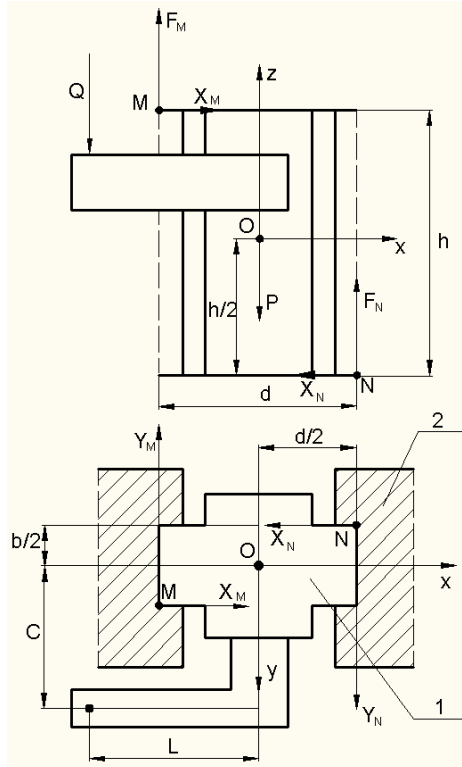 F_M
Q
z
M
X_M
O
x
h
h/2
P
F_N
X_N
N
d
Y_M
d/2
2
b/2
X_N
N
O
x
M
X_M
C
y
Y_N
1
L